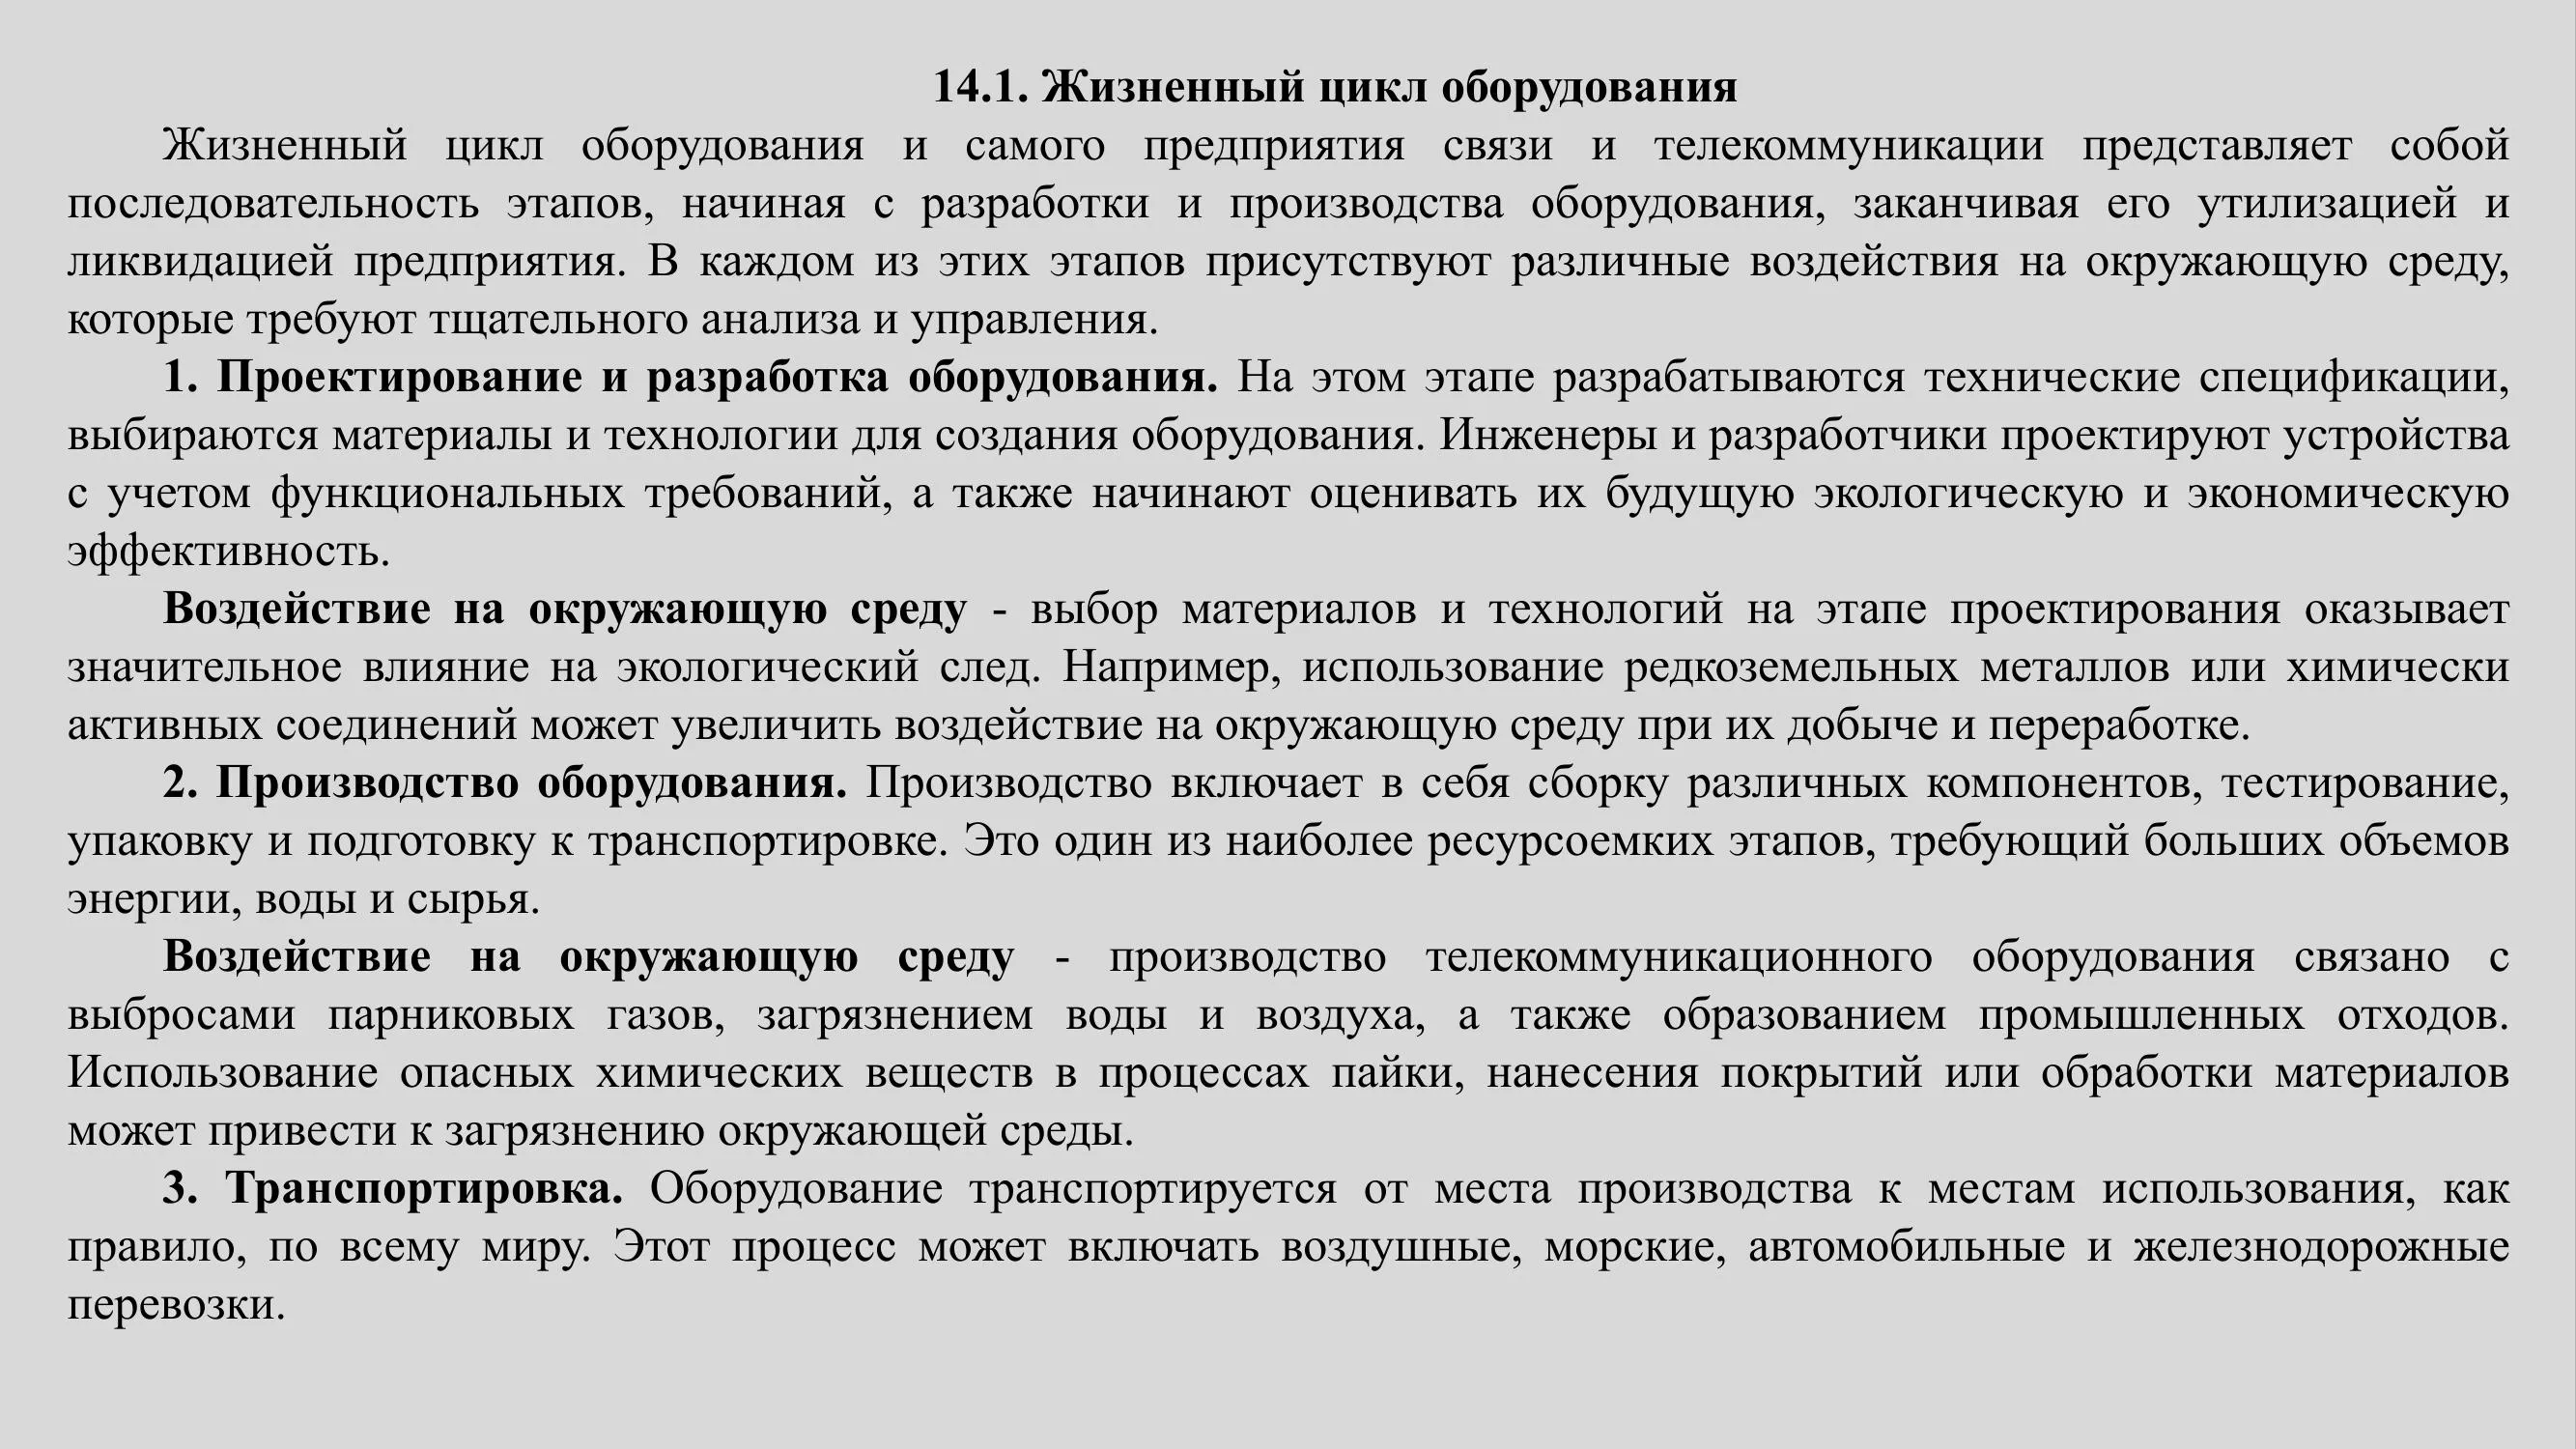 14.1. Жизненный цикл оборудования
Жизненный цикл оборудования и самого предприятия связи и телекоммуникации представляет собой
последовательность этапов, начиная с разработки и производства оборудования, заканчивая его утилизацией и
ликвидацией предприятия. В каждом из этих этапов присутствуют различные воздействия на окружающую среду,
которые требуют тщательного анализа и управления.
1. Проектирование и разработка оборудования. На этом этапе разрабатываются технические спецификации,
выбираются материалы и технологии для создания оборудования. Инженеры и разработчики проектируют устройства
с учетом функциональных требований, а также начинают оценивать их будущую экологическую и экономическую
эффективность.
Воздействие на окружающую среду - выбор материалов и технологий на этапе проектирования оказывает
значительное влияние на экологический след. Например, использование редкоземельных металлов или химически
активных соединений может увеличить воздействие на окружающую среду при их добыче и переработке.
2. Производство оборудования. Производство включает в себя сборку различных компонентов, тестирование,
упаковку и подготовку к транспортировке. Это один из наиболее ресурсоемких этапов, требующий больших объемов
энергии, воды и сырья.
Воздействие на окружающую среду - производство телекоммуникационного оборудования связано с
выбросами парниковых газов, загрязнением воды и воздуха, а также образованием промышленных отходов.
Использование опасных химических веществ в процессах пайки, нанесения покрытий или обработки материалов
может привести к загрязнению окружающей среды.
3. Транспортировка. Оборудование транспортируется от места производства к местам использования, как
правило, по всему миру. Этот процесс может включать воздушные, морские, автомобильные и железнодорожные
перевозки.